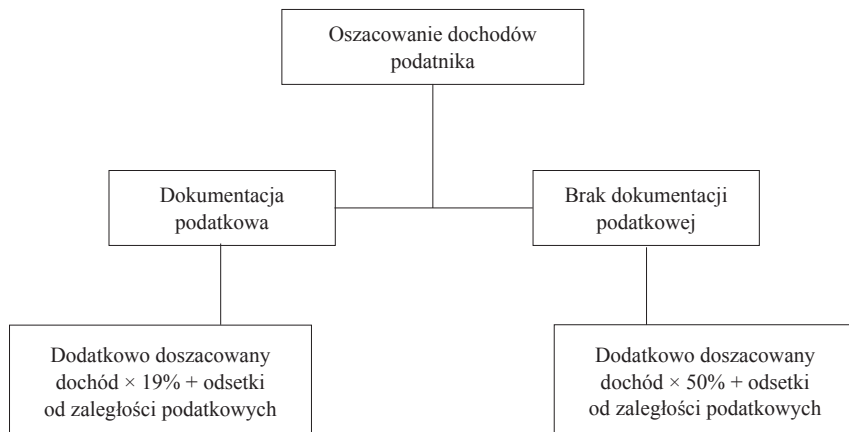 Oszacowanie dochodów
podatnika
Dokumentacja
podatkowa
Brak dokumentacji
podatkowej
Dodatkowo doszacowany
dochód × 19% + odsetki
od zaległości podatkowych
Dodatkowo doszacowany
dochód × 50% + odsetki
od zaległości podatkowych